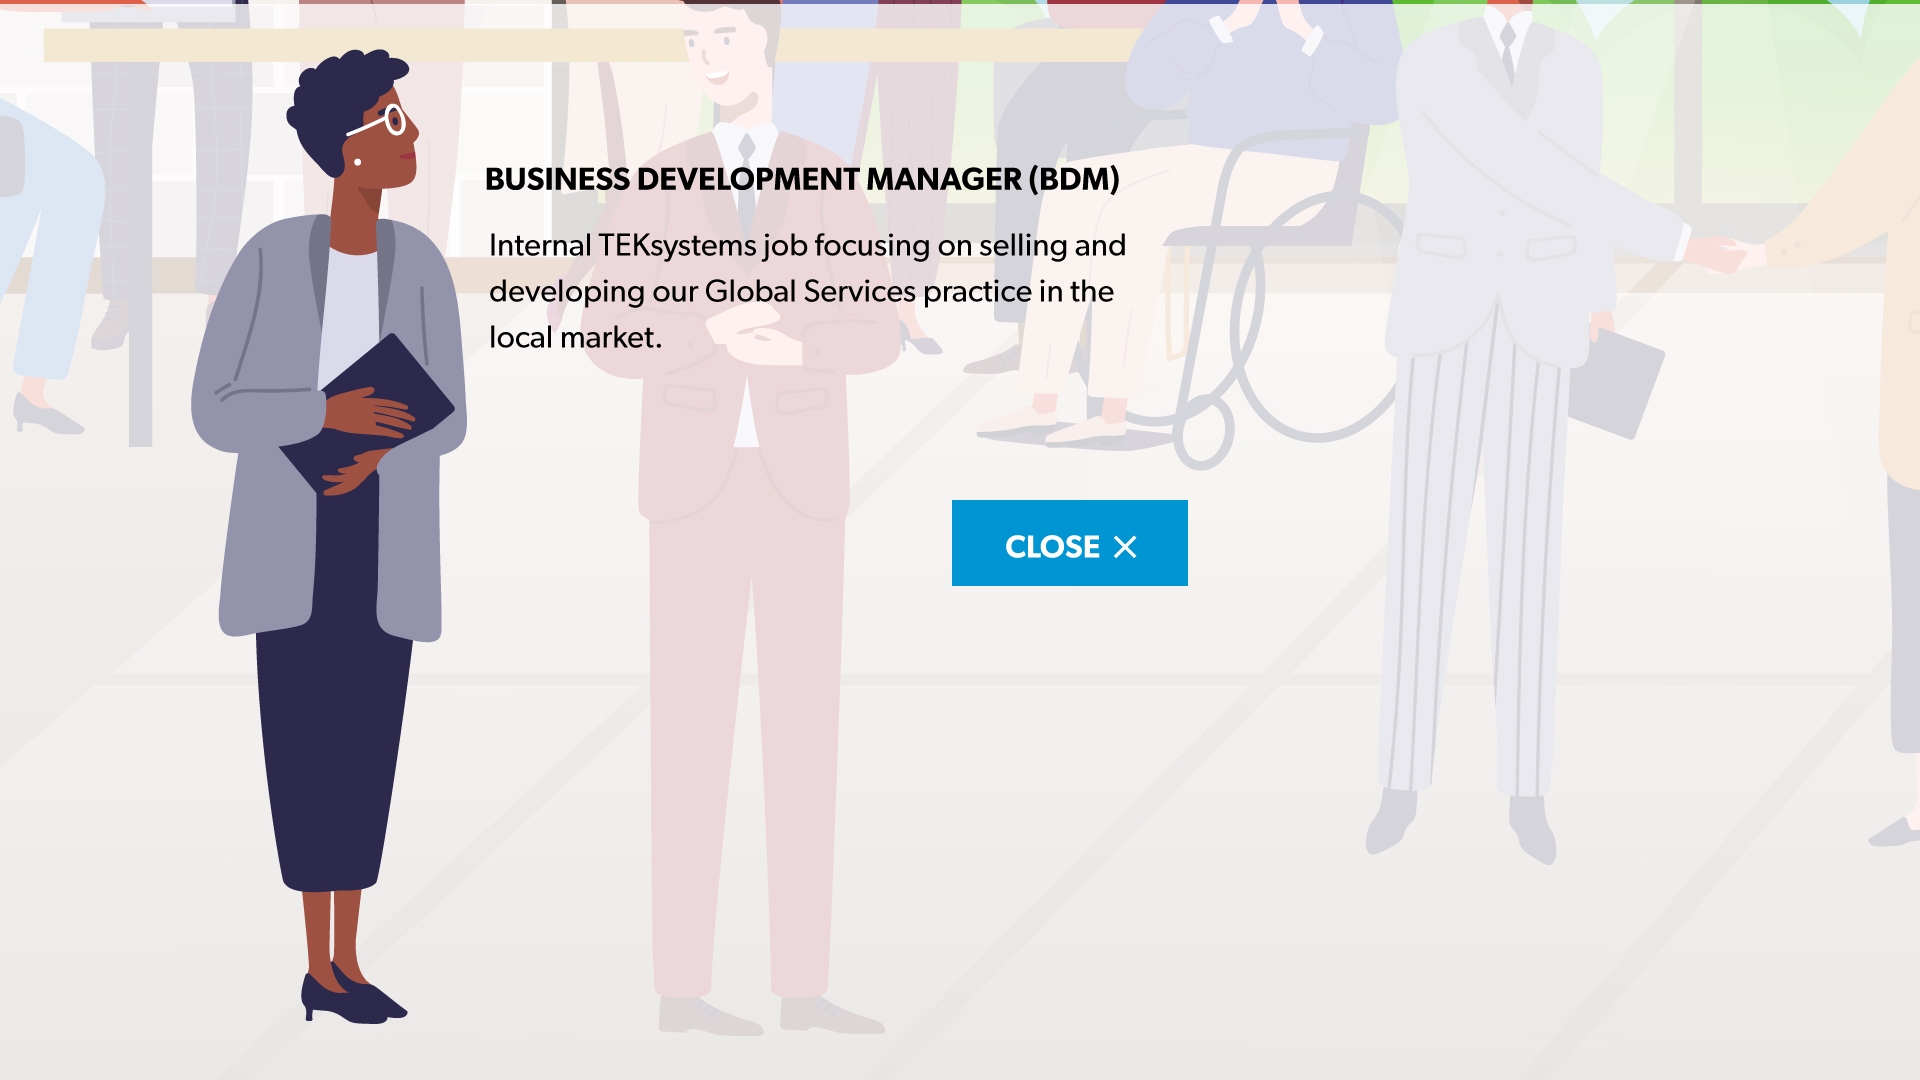 BUSINESS DEVELOPMENT MANAGER (BDM)
Internal TEKsystems job focusing on selling and
developing our Global Services practice in the
local market.
CLOSE ×